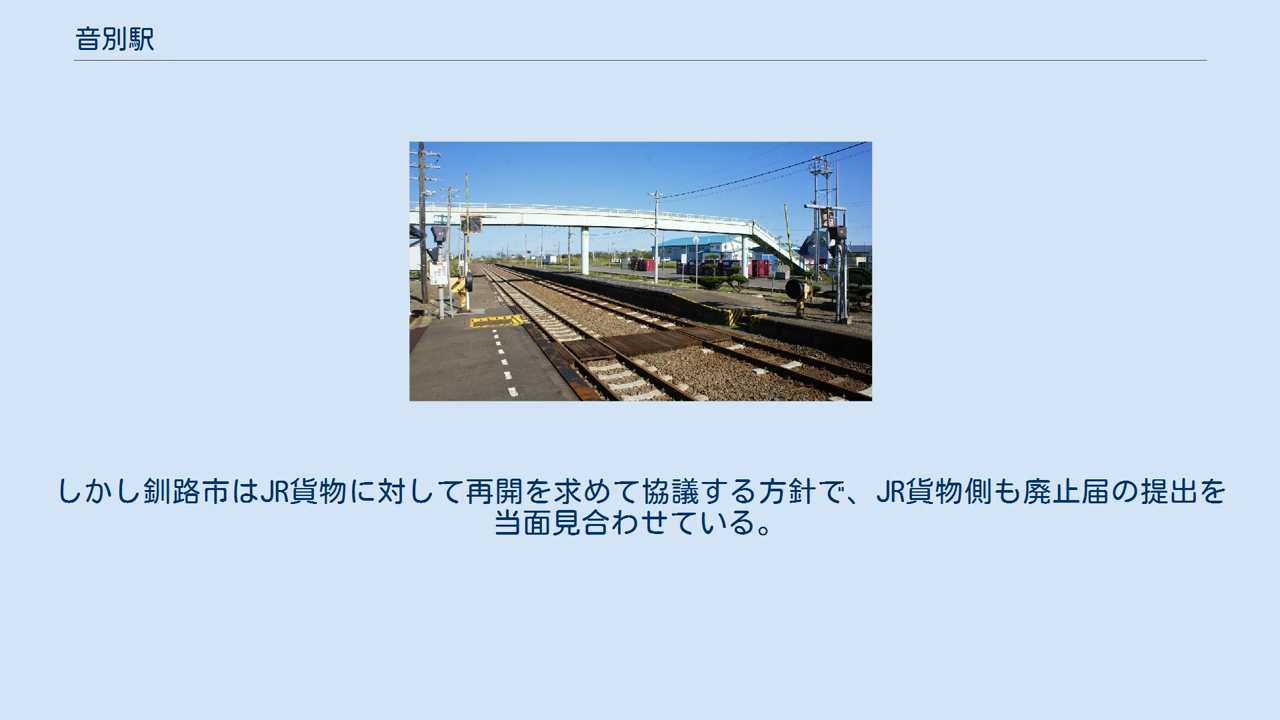 音別駅
しかし釧路市はJR貨物に対して再開を求めて協議する方針で、JR貨物側も廃止届の提出を
当面見合わせている。